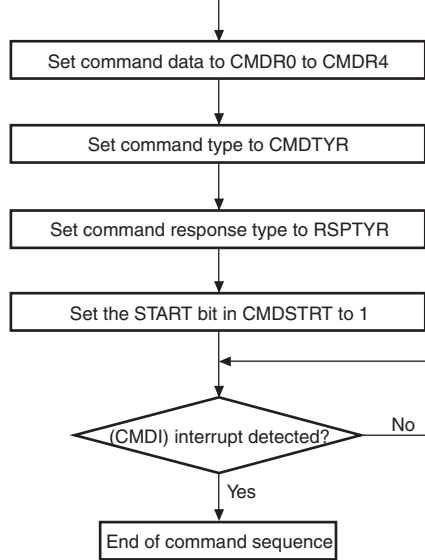 Set command data to CMDR0 to CMDR4
Set command type to CMDTYR
Set command response type to RSPTYR
Set the START bit in CMDSTRT to 1
(CMDI) interrupt detected?
No
Yes
End of command sequence